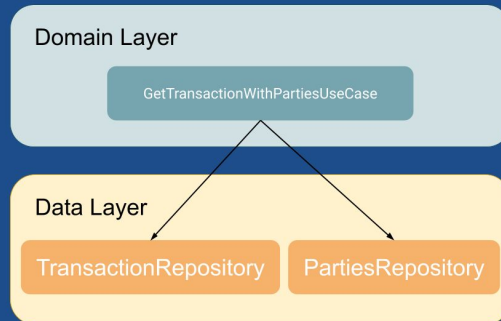 Domain Layer
GetTransactionWithPartiesUseCase
Data Layer
TransactionRepository
PartiesRepository